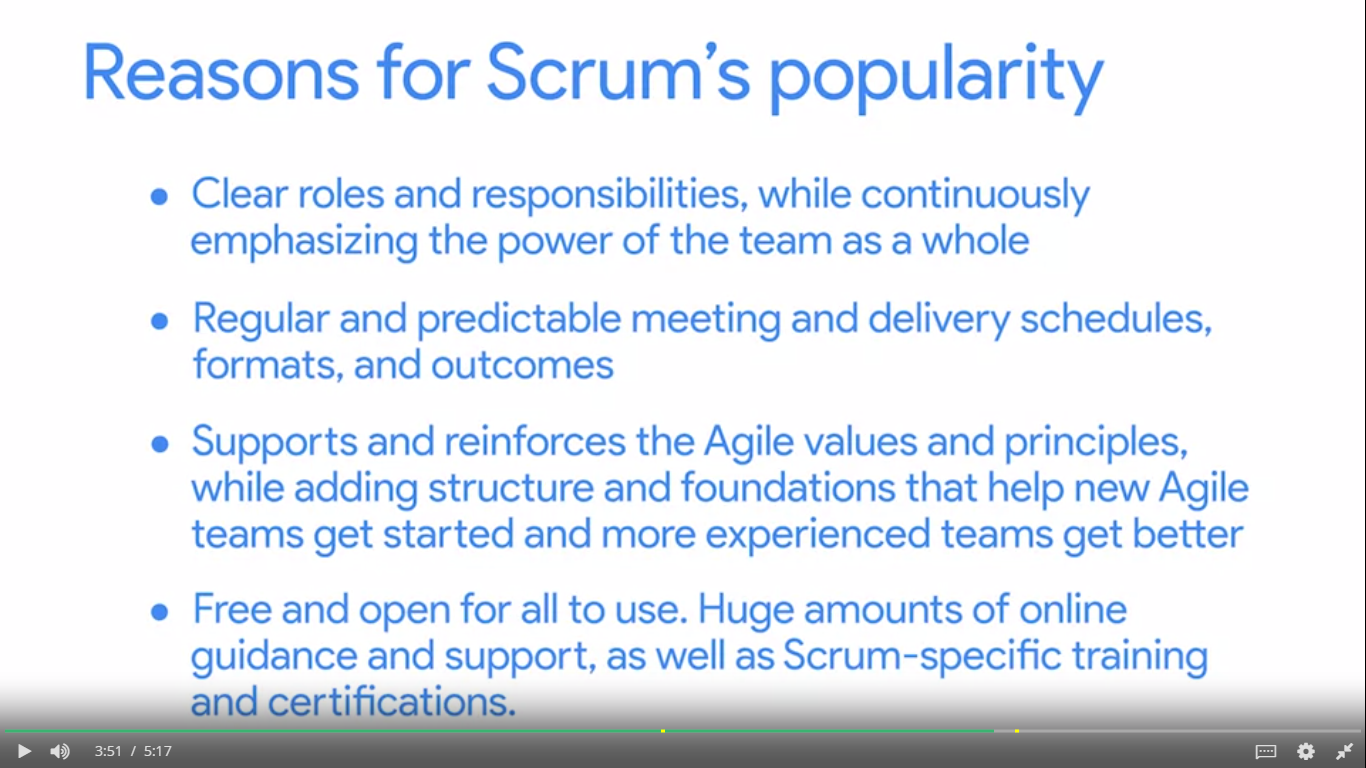 Reasons for Scrum’s popularity
● Clear roles and responsibilities, while continuously
emphasizing the power of the team as a whole
● Regular and predictable meeting and delivery schedules,
formats, and outcomes
● Supports and reinforces the Agile values and principles,
while adding structure and foundations that help new Agile
teams get started and more experienced teams get better
● Free and open for all to use. Huge amounts of online
guidance and support, as well as Scrum-specific training
and certifications.
3:51 / 5:17